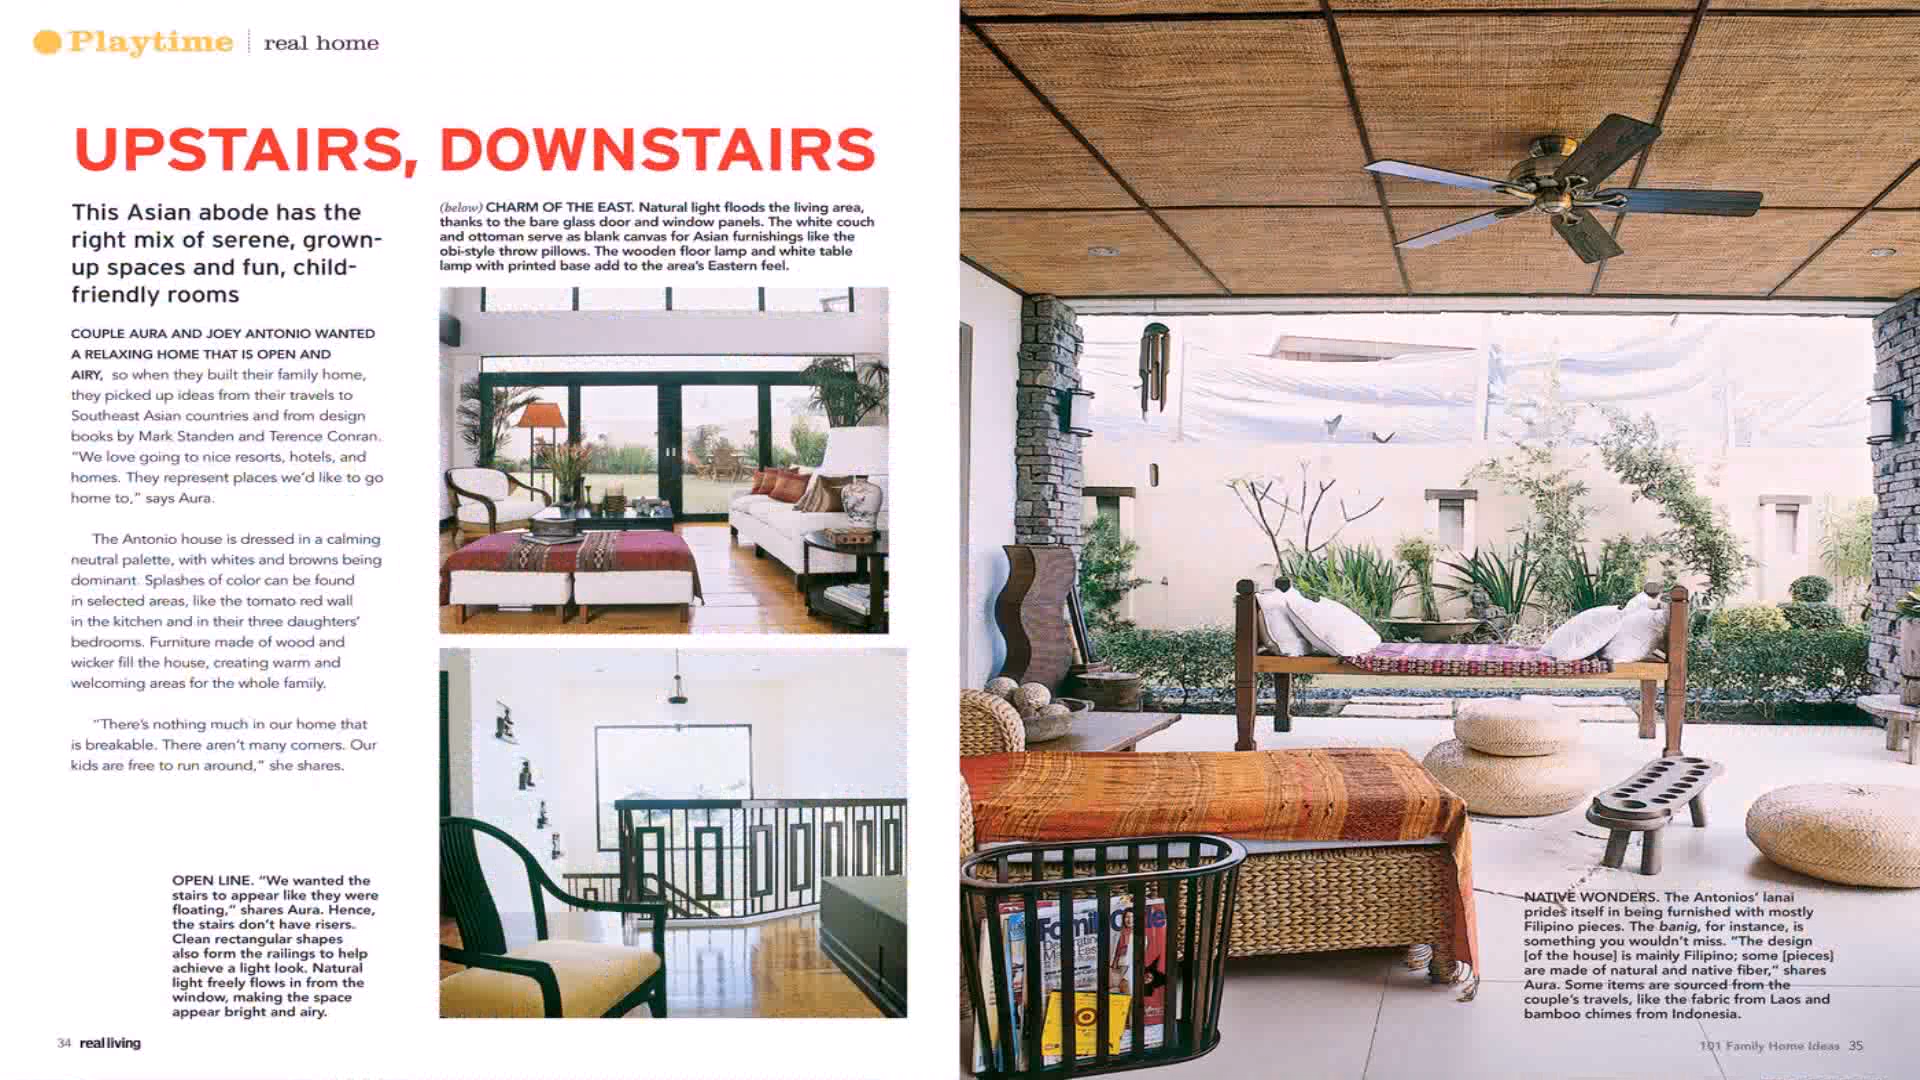 Playtime real home
UPSTAIRS, DOWNSTAIRS
This Asian abode has the
right mix of serene, grown-
up spaces and fun, child-
friendly rooms
COUPLE AURA AND JOEY ANTONIO WANTED
A RELAXING HOME THAT IS OPEN AND
AIRY, so when they built their family home,
they picked up ideas from their travels to
Southeast Asian countries and from design
books by Mark Standen and Terence Conran.
“We love going to nice resorts, hotels, and
homes. They represent places we’d like to go
home to,” says Aura.
The Antonio house is dressed in a calming
neutral palette, with whites and browns being
dominant. Splashes of color can be found
in selected areas, like the tomato red wall
in the kitchen and in their three daughters’
bedrooms. Furniture made of wood and
wicker fill the house, creating warm and
welcoming areas for the whole family.
“There’s nothing much in our home that
is breakable. There aren’t many corners. Our
kids are free to run around,” she shares.
(below) CHARM OF THE EAST. Natural light floods the living area,
thanks to the bare glass door and window panels. The white couch
and ottoman serve as blank canvas for Asian furnishings like the
obi-style throw pillows. The wooden floor lamp and white table
lamp with printed base add to the area’s Eastern feel.
OPEN LINE. “We wanted the
stairs to appear like they were
floating,” shares Aura. Hence,
the stairs don’t have risers.
Clean rectangular shapes
also form the railings to help
achieve a light look. Natural
light freely flows in from the
window, making the space
appear bright and airy.
34 realliving
NATIVE WONDERS. The Antonios’ lanai
prides itself in being furnished with mostly
Filipino pieces. The banig, for instance, is
something you wouldn’t miss. “The design
[of the house] is mainly Filipino; some [pieces]
are made of natural and native fiber,” shares
Aura. Some items are sourced from the
couple’s travels, like the fabric from Laos and
bamboo chimes from Indonesia.
101 Family Home Ideas 35